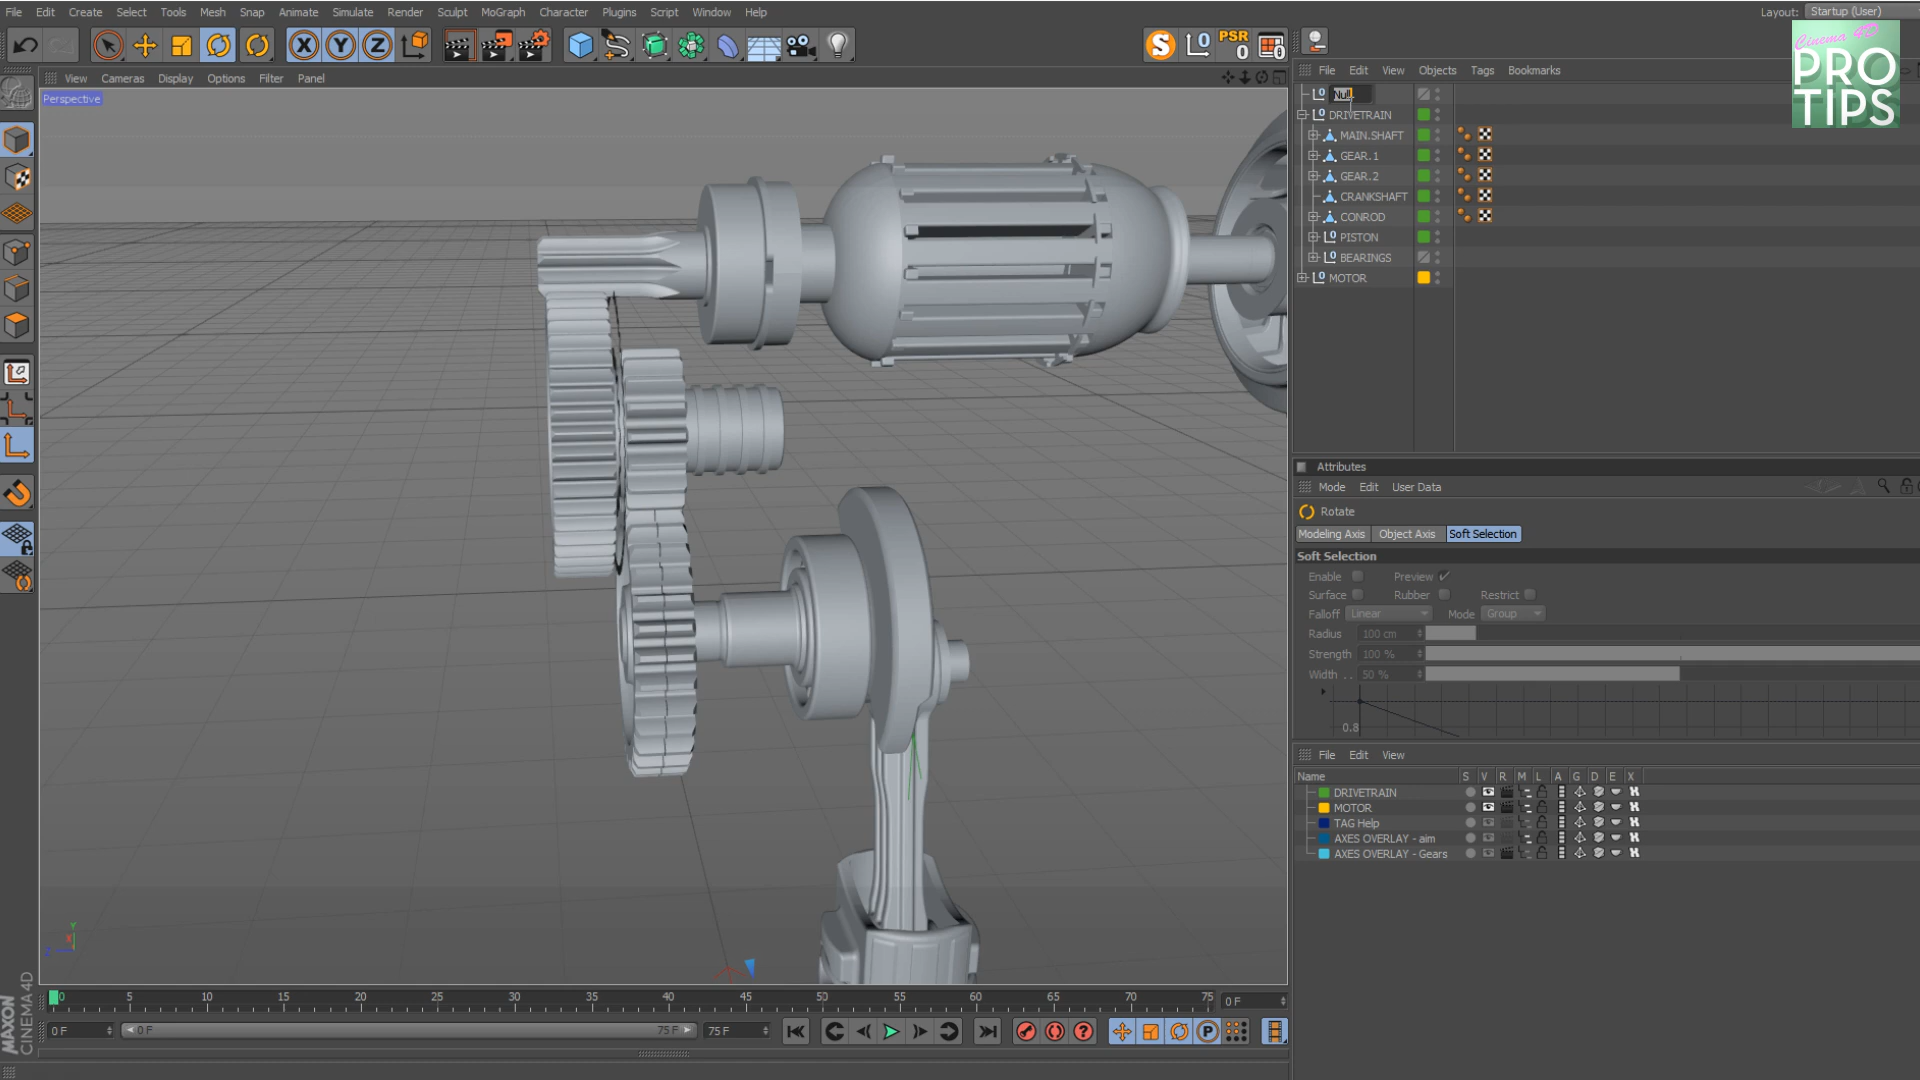 File Edit Create Select Tools Mesh Snap Animate Simulate Render Sculpt MoGraph Character Plugins Script Window Help
Layout: Startup (User)
Cinema 4D
PRO
TIPS
X Y Z
S 0 PSR 0
View Cameras Display Options Filter Panel
Perspective
File Edit View Objects Tags Bookmarks
Null
DRIVETRAIN
MAIN.SHAFT
GEAR.1
GEAR.2
CRANKSHAFT
CONROD
PISTON
BEARINGS
MOTOR
Attributes
Mode Edit User Data
Rotate
Modeling Axis Object Axis Soft Selection
Soft Selection
Enable Preview
Surface Rubber Restrict
Falloff Linear Mode Group
Radius 100 cm
Strength 100 %
Width . . 50 %
0.8
File Edit View
Name S V R M L A G D E X
DRIVETRAIN
MOTOR
TAG Help
AXES OVERLAY - aim
AXES OVERLAY - Gears
Y
X
Z
0 5 10 15 20 25 30 35 40 45 50 55 60 65 70 75 0 F
0 F 0 F 75 F 75 F
MAXON
CINEMA 4D